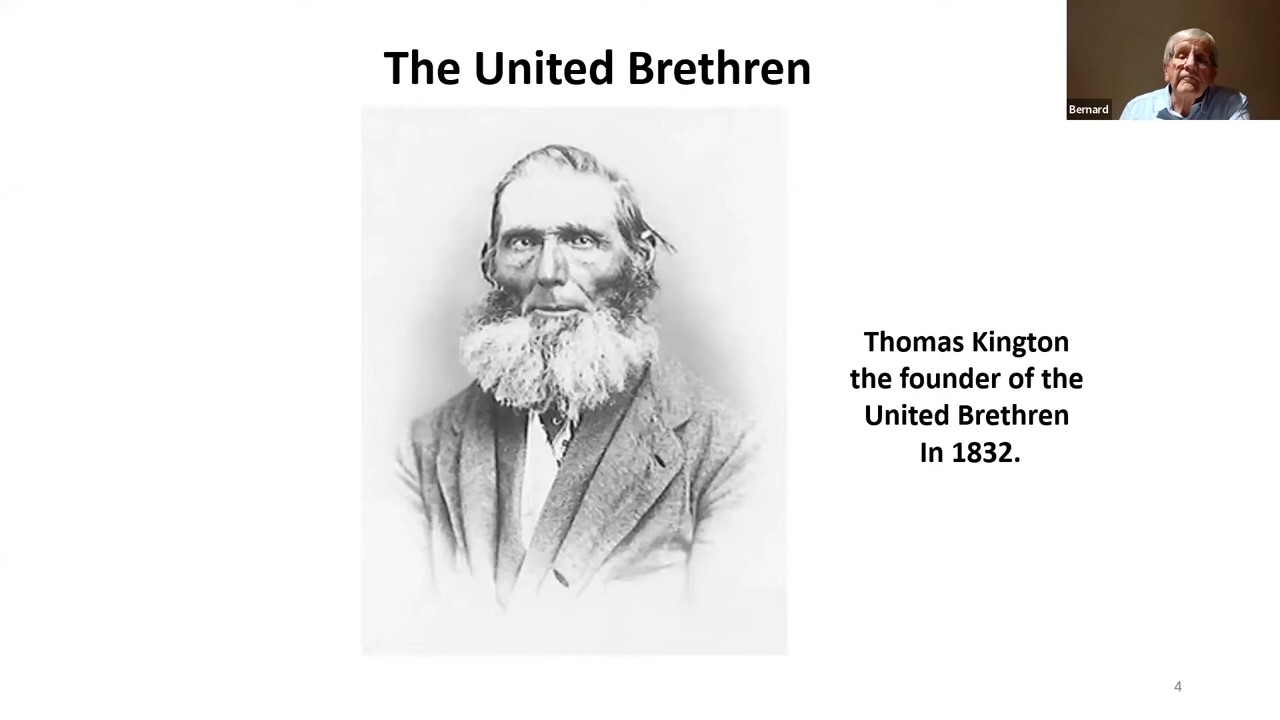 The United Brethren
Bernard
Thomas Kington
the founder of the
United Brethren
In 1832.
4